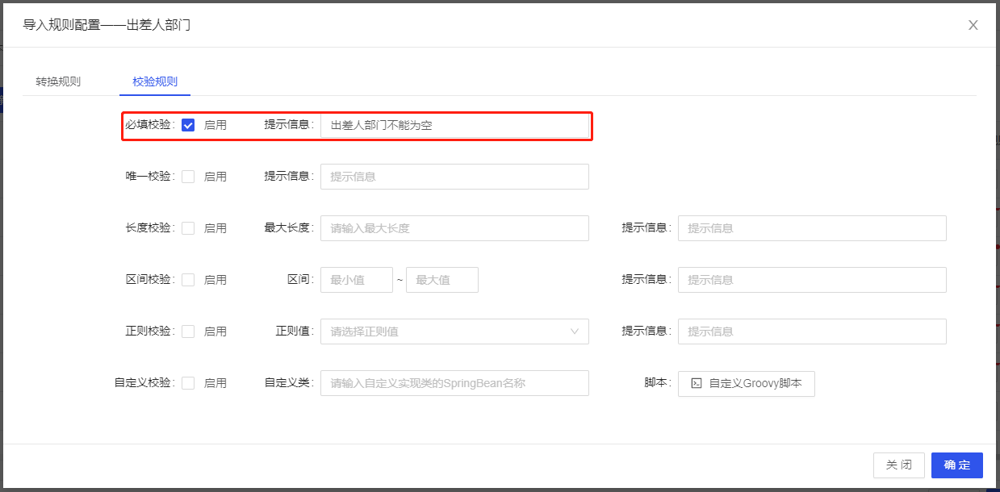 导入规则配置——出差人部门
转换规则 校验规则
必填校验: 启用 提示信息: 出差人部门不能为空
唯一校验: 启用 提示信息: 提示信息
长度校验: 启用 最大长度: 请输入最大长度 提示信息: 提示信息
区间校验: 启用 区间: 最小值 ~ 最大值 提示信息: 提示信息
正则校验: 启用 正则值: 请选择正则值 提示信息: 提示信息
自定义校验: 启用 自定义类: 请输入自定义实现类的SpringBean名称 脚本: 自定义Groovy脚本
关 闭 确 定